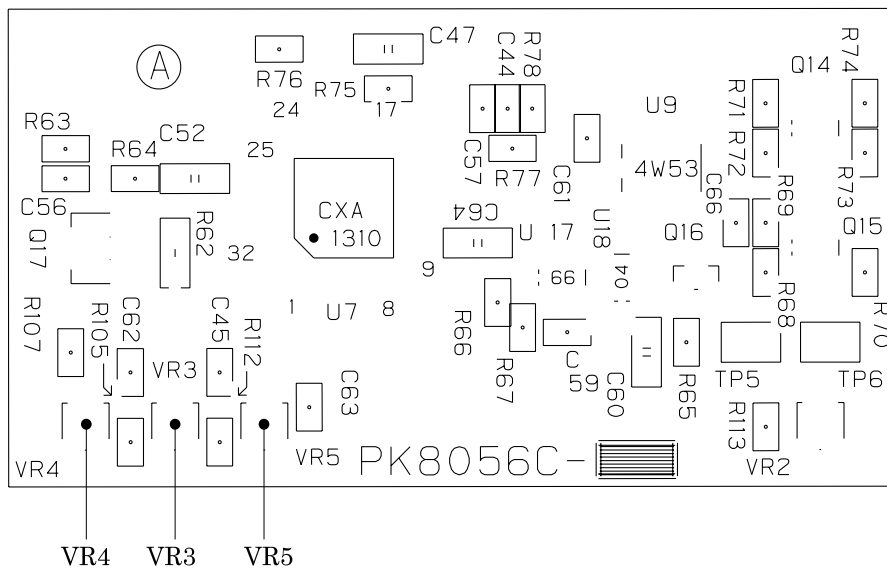 A
R76
C47
R75
24
17
C44
R78
U9
Q14
R74
R63
C52
R64
25
C57
R77
C61
4W53
R71
R72
C56
Q17
R62
32
CXA
1310
C64
U 17
U18
C66
Q16
R69
R73
Q15
9
66
40
1
U7
8
R107
R105
C62
C45
R112
VR3
R66
R67
C
59
C60
R65
TP5
R68
TP6
R70
C63
VR4
VR5
PK8056C-
R113
VR2
VR4 VR3 VR5